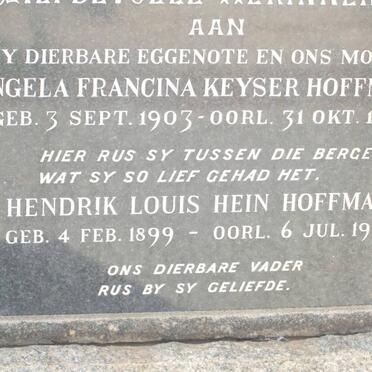 AAN
Y DIERBARE EGGENOTE EN ONS MO
NGELA FRANCINA KEYSER HOFFM
GEB. 3 SEPT. 1903 - OORL. 31 OKT. 1
HIER RUS SY TUSSEN DIE BERGE
WAT SY SO LIEF GEHAD HET.
HENDRIK LOUIS HEIN HOFFMA
GEB. 4 FEB. 1899 - OORL. 6 JUL. 19
ONS DIERBARE VADER
RUS BY SY GELIEFDE.